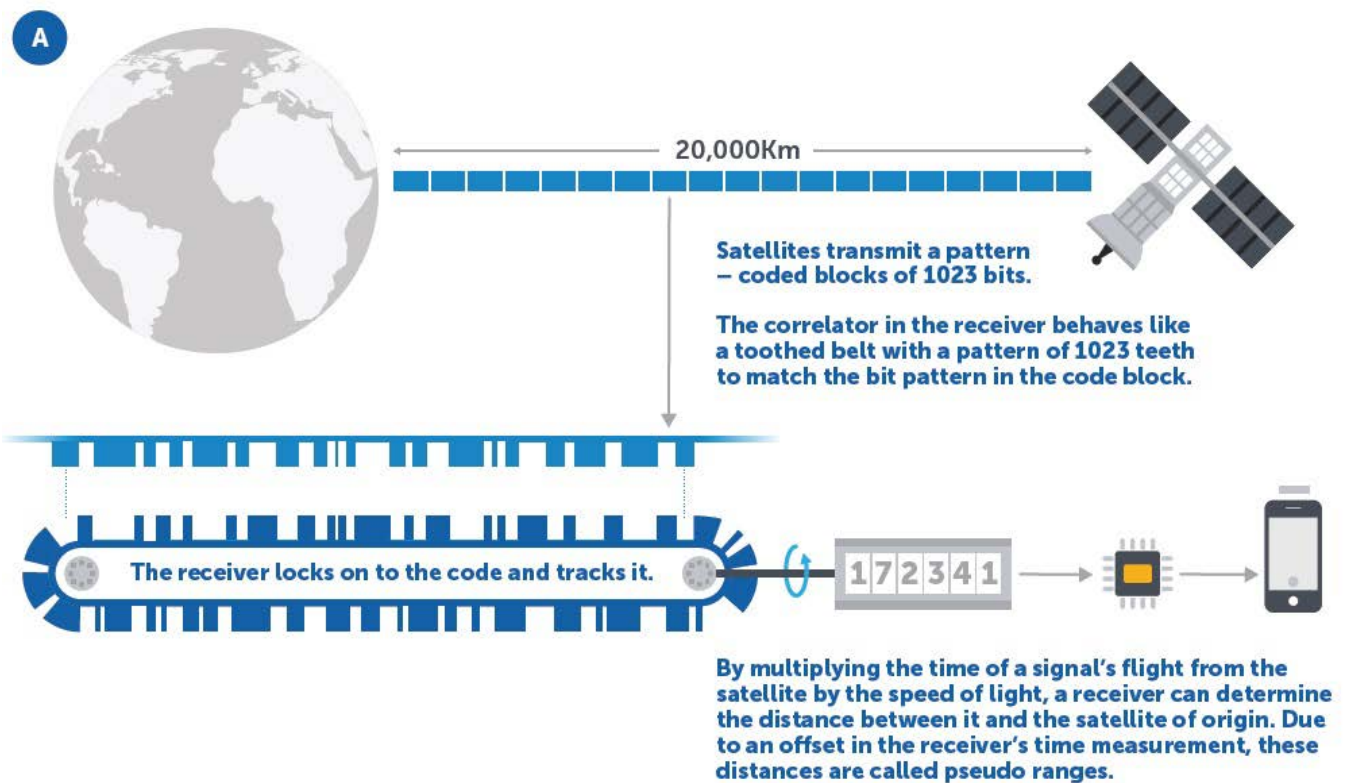 A
20,000Km
Satellites transmit a pattern
– coded blocks of 1023 bits.
The correlator in the receiver behaves like
a toothed belt with a pattern of 1023 teeth
to match the bit pattern in the code block.
The receiver locks on to the code and tracks it.
172341
By multiplying the time of a signal's flight from the
satellite by the speed of light, a receiver can determine
the distance between it and the satellite of origin. Due
to an offset in the receiver's time measurement, these
distances are called pseudo ranges.